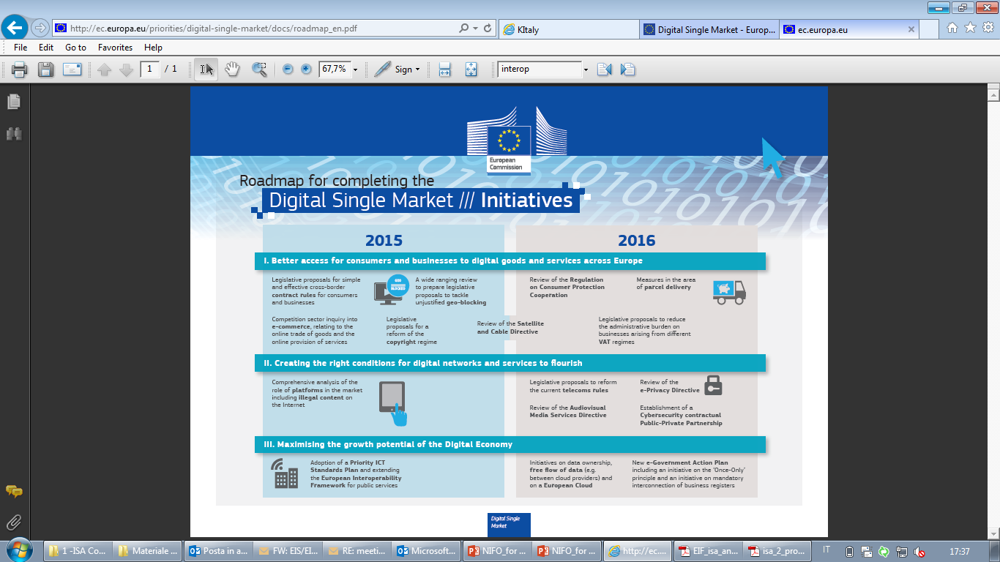 http://ec.europa.eu/priorities/digital-single-market/docs/roadmap_en.pdf
KItaly
Digital Single Market - Europ...
ec.europa.eu
File Edit Go to Favorites Help
1 / 1
67,7%
Sign
interop
European
Commission
Roadmap for completing the
Digital Single Market /// Initiatives
2015
2016
I. Better access for consumers and businesses to digital goods and services across Europe
Legislative proposals for simple
and effective cross-border
contract rules for consumers
and businesses
GEO
BLOCKED
A wide ranging review
to prepare legislative
proposals to tackle
unjustified geo-blocking
Review of the Regulation
on Consumer Protection
Cooperation
Measures in the area
of parcel delivery
Competition sector inquiry into
e-commerce, relating to the
online trade of goods and the
online provision of services
Legislative
proposals for a
reform of the
copyright regime
Review of the Satellite
and Cable Directive
Legislative proposals to reduce
the administrative burden on
businesses arising from different
VAT regimes
II. Creating the right conditions for digital networks and services to flourish
Comprehensive analysis of the
role of platforms in the market
including illegal content on
the Internet
Legislative proposals to reform
the current telecoms rules
Review of the
e-Privacy Directive
Review of the Audiovisual
Media Services Directive
Establishment of a
Cybersecurity contractual
Public-Private Partnership
III. Maximising the growth potential of the Digital Economy
Adoption of a Priority ICT
Standards Plan and extending
the European Interoperability
Framework for public services
Initiatives on data ownership,
free flow of data (e.g.
between cloud providers) and
on a European Cloud
New e-Government Action Plan
including an initiative on the ‘Once-Only’
principle and an initiative on mandatory
interconnection of business registers
Digital Single
Market
1 -ISA Co...
Materiale ...
Posta in a...
FW: EIS/EI...
RE: meeti...
Microsoft...
NIFO_for ...
NIFO_for ...
http://ec....
EIF_isa_an...
isa_2_pro...
IT
17:37